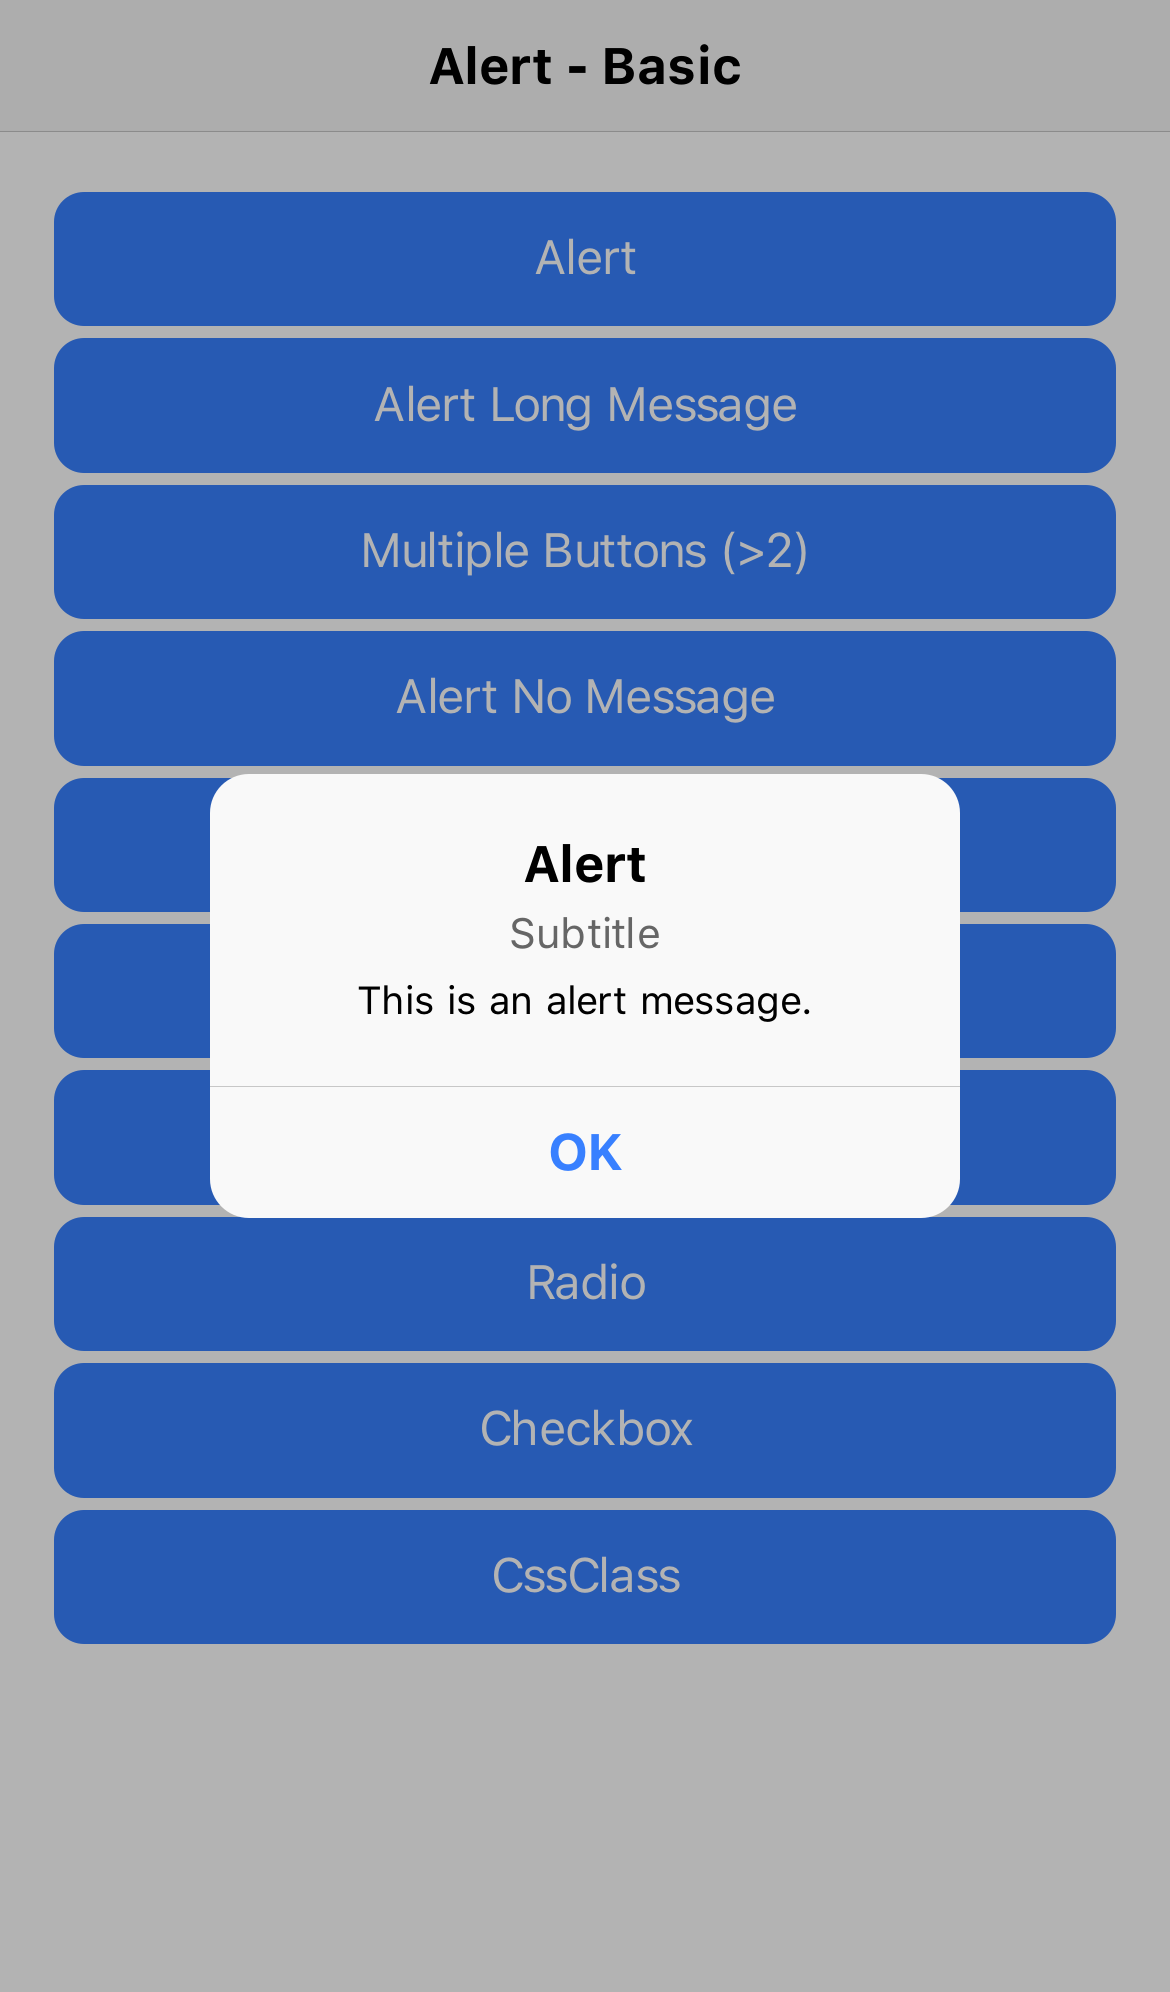 Alert - Basic
Alert
Alert Long Message
Multiple Buttons (>2)
Alert No Message
Alert
Subtitle
This is an alert message.
OK
Radio
Checkbox
CssClass